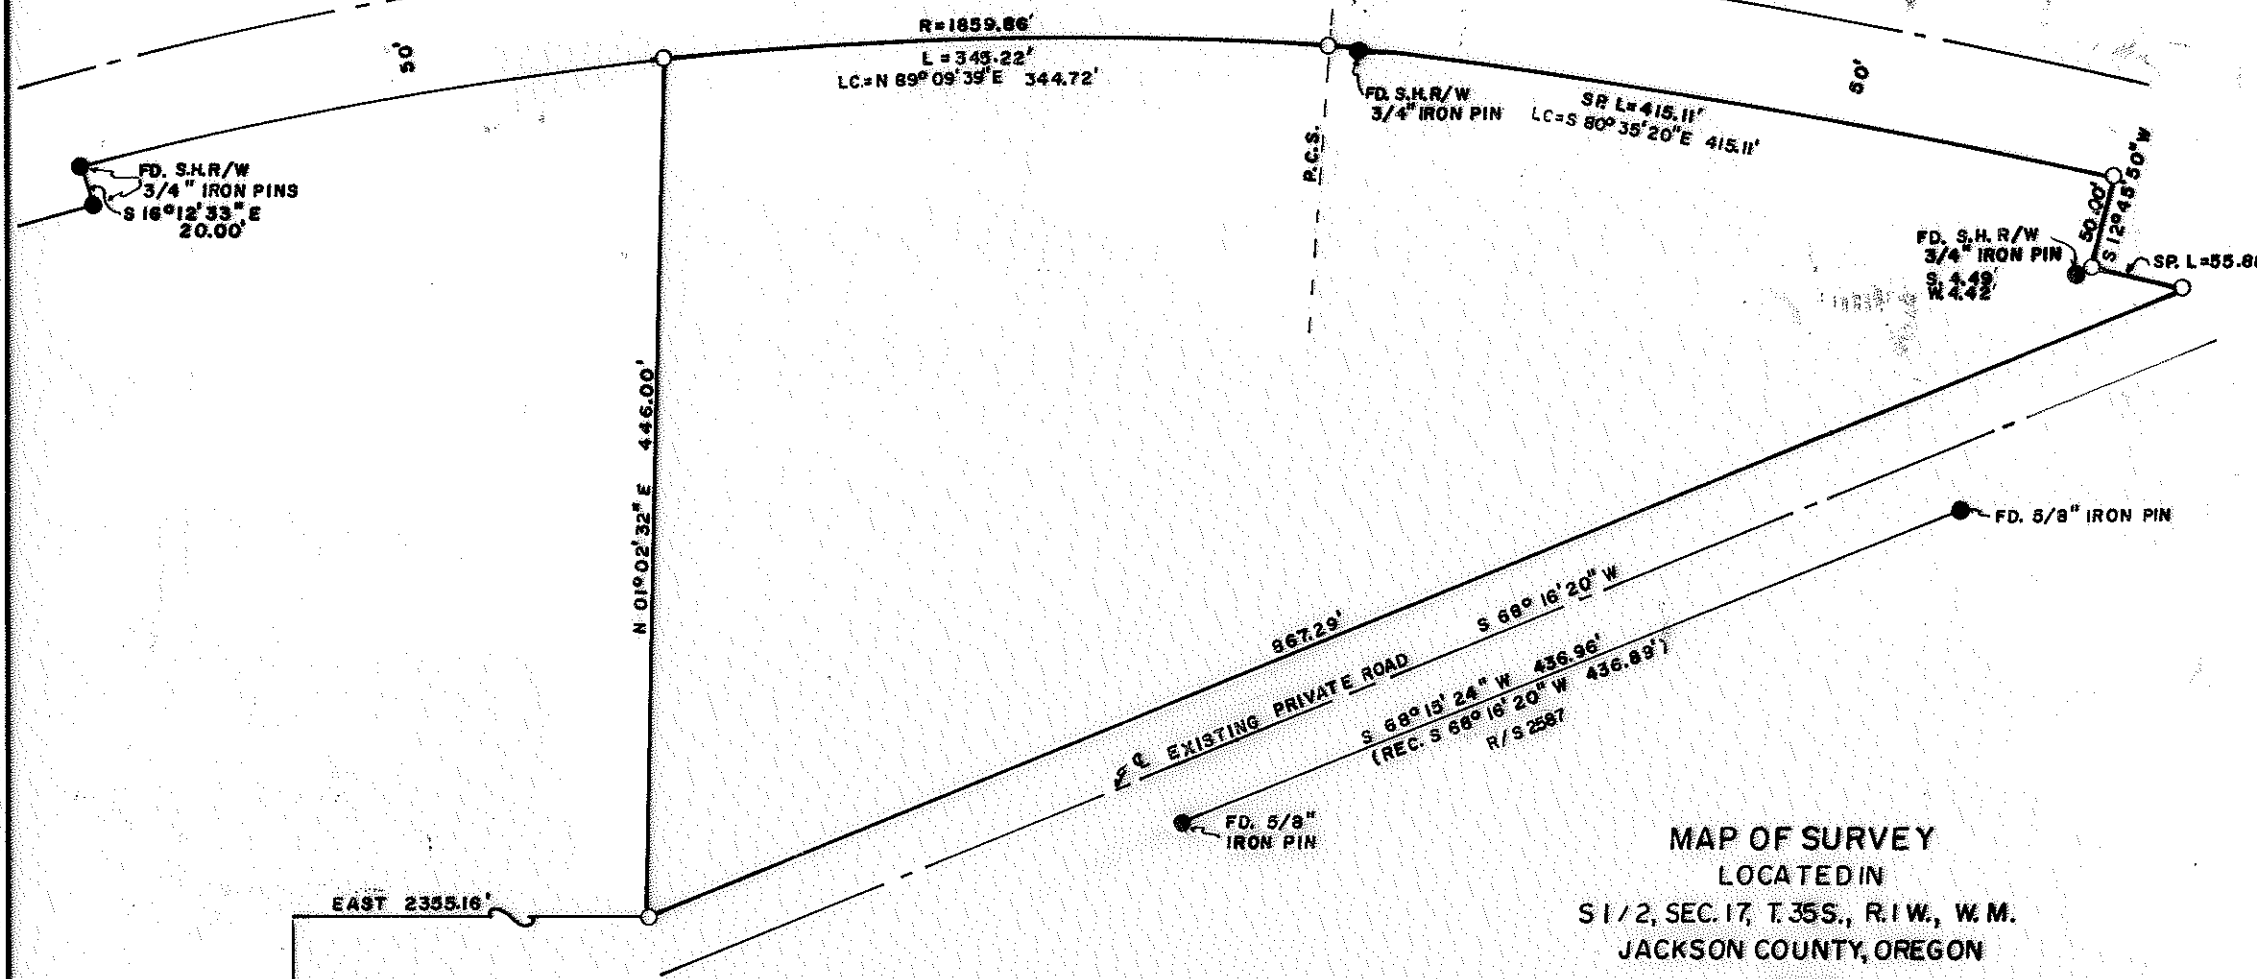 R=1859.86'
L = 345.22'
LC.= N 89° 09' 39" E 344.72'
50'
50'
FD. S.H.R/W
3/4" IRON PIN
SP. L=415.11'
LC=S 80° 35' 20" E 415.11'
P.C.S.
FD. S.H.R/W
3/4" IRON PINS
S 16° 12' 33" E
20.00'
50.00'
S 12° 45' 50" W
FD. S.H. R/W
3/4" IRON PIN
S. 4.49'
W. 4.42'
SP. L=55.88
N 01° 02' 32" E 446.00'
FD. 5/8" IRON PIN
967.29'
S 68° 16' 20" W
℄ EXISTING PRIVATE ROAD
S 68° 15' 24" W 436.96'
(REC. S 68° 16' 20" W 436.89')
R/S 2587
FD. 5/8"
IRON PIN
EAST 2355.16'
MAP OF SURVEY
LOCATED IN
S 1/2, SEC. 17, T. 35 S., R. 1 W., W. M.
JACKSON COUNTY, OREGON